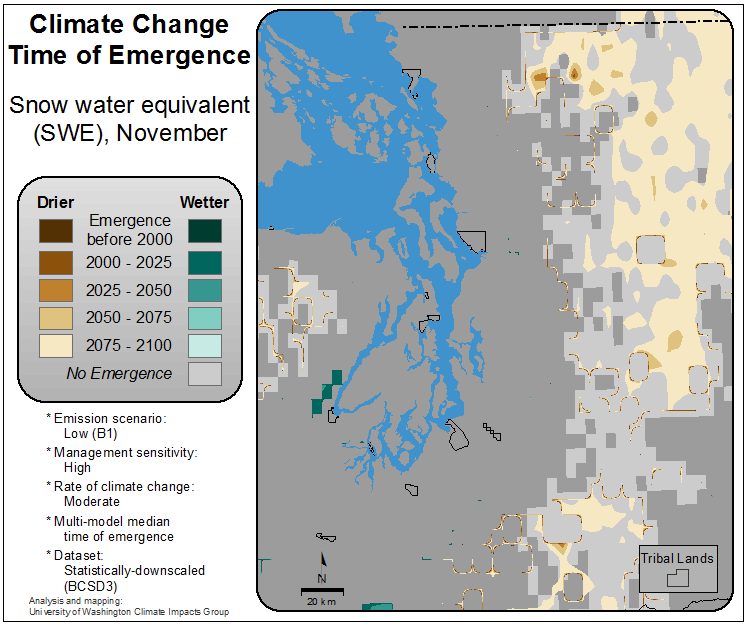 Climate Change
Time of Emergence
Snow water equivalent
(SWE), November
Drier
Wetter
Emergence
before 2000
2000 - 2025
2025 - 2050
2050 - 2075
2075 - 2100
No Emergence
* Emission scenario:
Low (B1)
* Management sensitivity:
High
* Rate of climate change:
Moderate
* Multi-model median
time of emergence
* Dataset:
Statistically-downscaled
(BCSD3)
Analysis and mapping:
University of Washington Climate Impacts Group
N
20 km
Tribal Lands